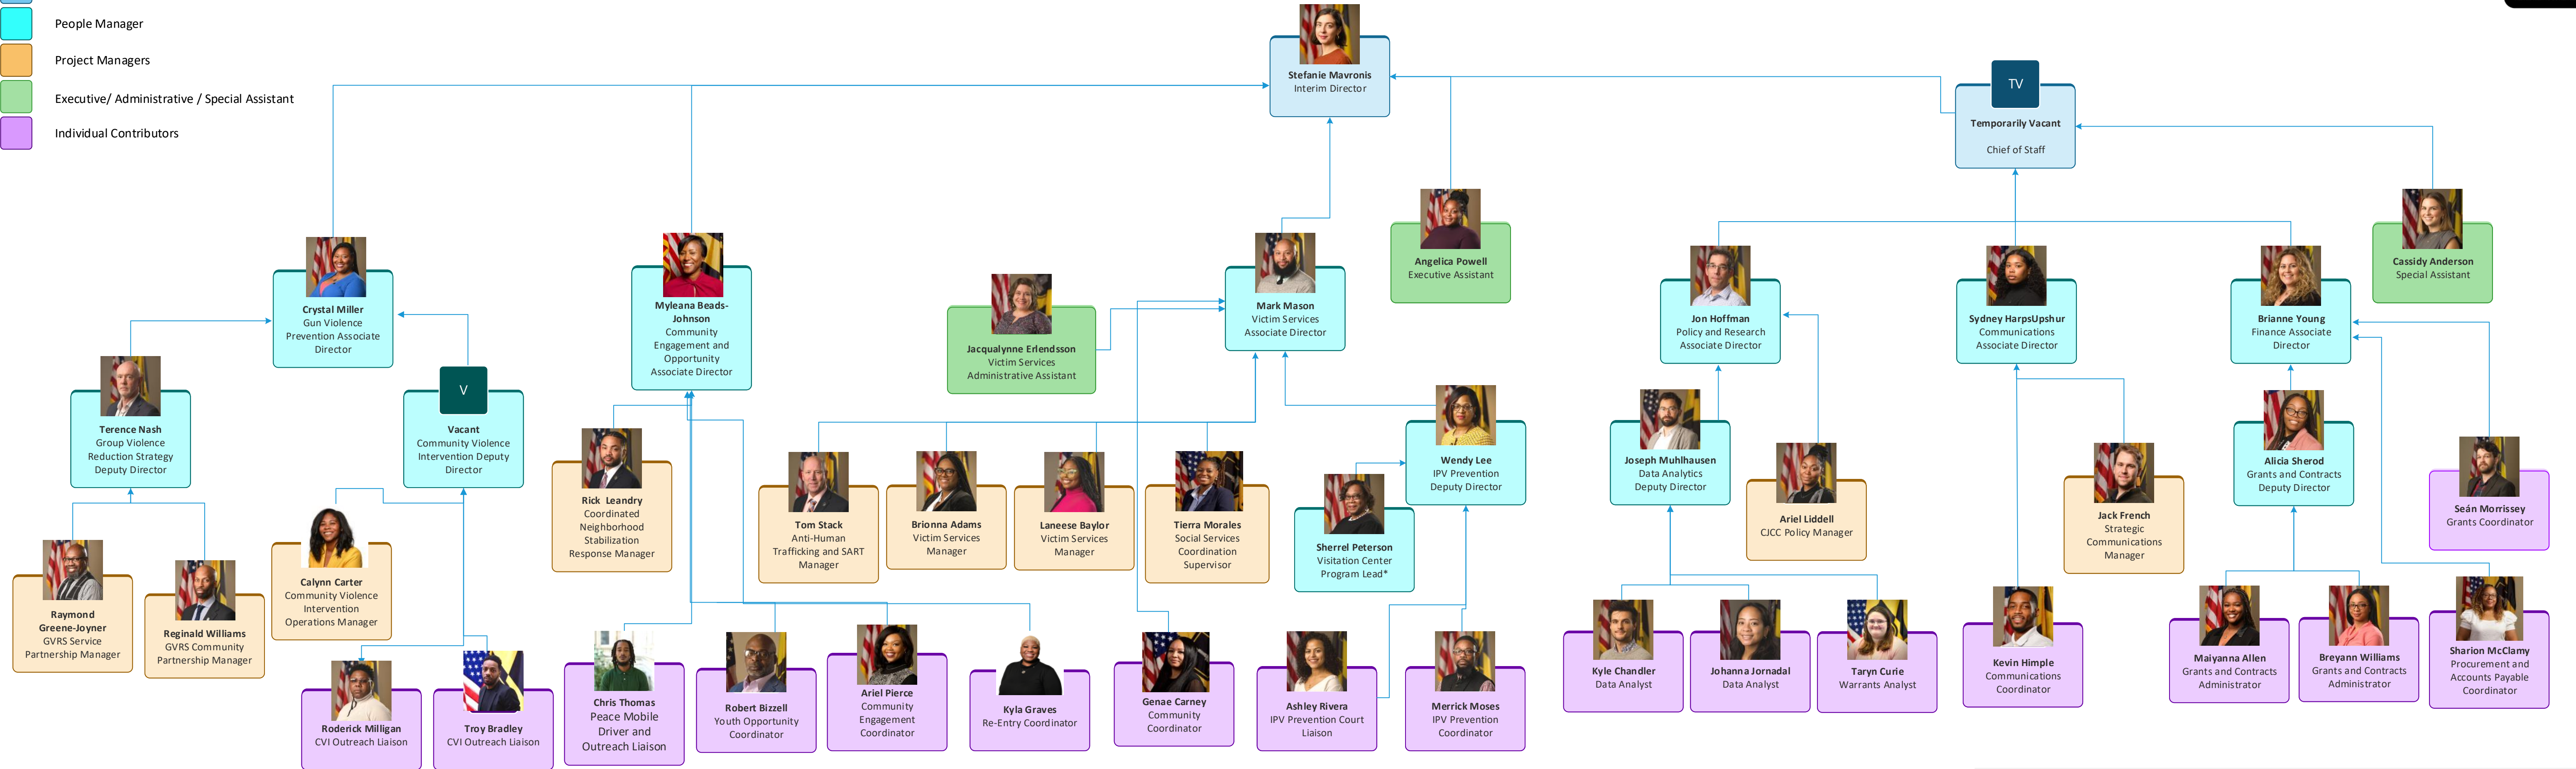 People Manager
Project Managers
Executive/ Administrative / Special Assistant
Individual Contributors
Stefanie Mavronis
Interim Director
TV
Temporarily Vacant
Chief of Staff
Angelica Powell
Executive Assistant
Cassidy Anderson
Special Assistant
Crystal Miller
Gun Violence
Prevention Associate
Director
Myleana Beads-
Johnson
Community
Engagement and
Opportunity
Associate Director
Jacqualynne Erlendsson
Victim Services
Administrative Assistant
Mark Mason
Victim Services
Associate Director
Jon Hoffman
Policy and Research
Associate Director
Sydney HarpsUpshur
Communications
Associate Director
Brianne Young
Finance Associate
Director
Terence Nash
Group Violence
Reduction Strategy
Deputy Director
V
Vacant
Community Violence
Intervention Deputy
Director
Rick Leandry
Coordinated
Neighborhood
Stabilization
Response Manager
Tom Stack
Anti-Human
Trafficking and SART
Manager
Brionna Adams
Victim Services
Manager
Laneese Baylor
Victim Services
Manager
Tierra Morales
Social Services
Coordination
Supervisor
Wendy Lee
IPV Prevention
Deputy Director
Sherrel Peterson
Visitation Center
Program Lead*
Joseph Muhlhausen
Data Analytics
Deputy Director
Ariel Liddell
CJCC Policy Manager
Jack French
Strategic
Communications
Manager
Alicia Sherod
Grants and Contracts
Deputy Director
Seán Morrissey
Grants Coordinator
Raymond
Greene-Joyner
GVRS Service
Partnership Manager
Reginald Williams
GVRS Community
Partnership Manager
Calynn Carter
Community Violence
Intervention
Operations Manager
Roderick Milligan
CVI Outreach Liaison
Troy Bradley
CVI Outreach Liaison
Chris Thomas
Peace Mobile
Driver and
Outreach Liaison
Robert Bizzell
Youth Opportunity
Coordinator
Ariel Pierce
Community
Engagement
Coordinator
Kyla Graves
Re-Entry Coordinator
Genae Carney
Community
Coordinator
Ashley Rivera
IPV Prevention Court
Liaison
Merrick Moses
IPV Prevention
Coordinator
Kyle Chandler
Data Analyst
Johanna Jornadal
Data Analyst
Taryn Curie
Warrants Analyst
Kevin Himple
Communications
Coordinator
Maiyanna Allen
Grants and Contracts
Administrator
Breyann Williams
Grants and Contracts
Administrator
Sharion McClamy
Procurement and
Accounts Payable
Coordinator